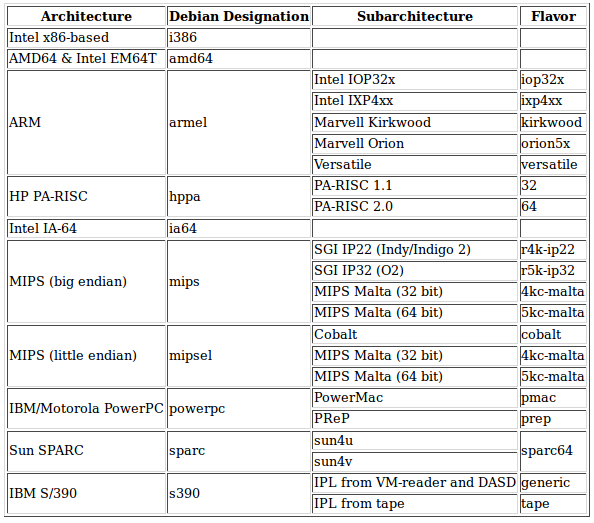 Architecture Debian Designation Subarchitecture Flavor
Intel x86-based i386
AMD64 & Intel EM64T amd64
ARM armel Intel IOP32x iop32x
Intel IXP4xx ixp4xx
Marvell Kirkwood kirkwood
Marvell Orion orion5x
Versatile versatile
HP PA-RISC hppa PA-RISC 1.1 32
PA-RISC 2.0 64
Intel IA-64 ia64
MIPS (big endian) mips SGI IP22 (Indy/Indigo 2) r4k-ip22
SGI IP32 (O2) r5k-ip32
MIPS Malta (32 bit) 4kc-malta
MIPS Malta (64 bit) 5kc-malta
MIPS (little endian) mipsel Cobalt cobalt
MIPS Malta (32 bit) 4kc-malta
MIPS Malta (64 bit) 5kc-malta
IBM/Motorola PowerPC powerpc PowerMac pmac
PReP prep
Sun SPARC sparc sun4u sparc64
sun4v
IBM S/390 s390 IPL from VM-reader and DASD generic
IPL from tape tape